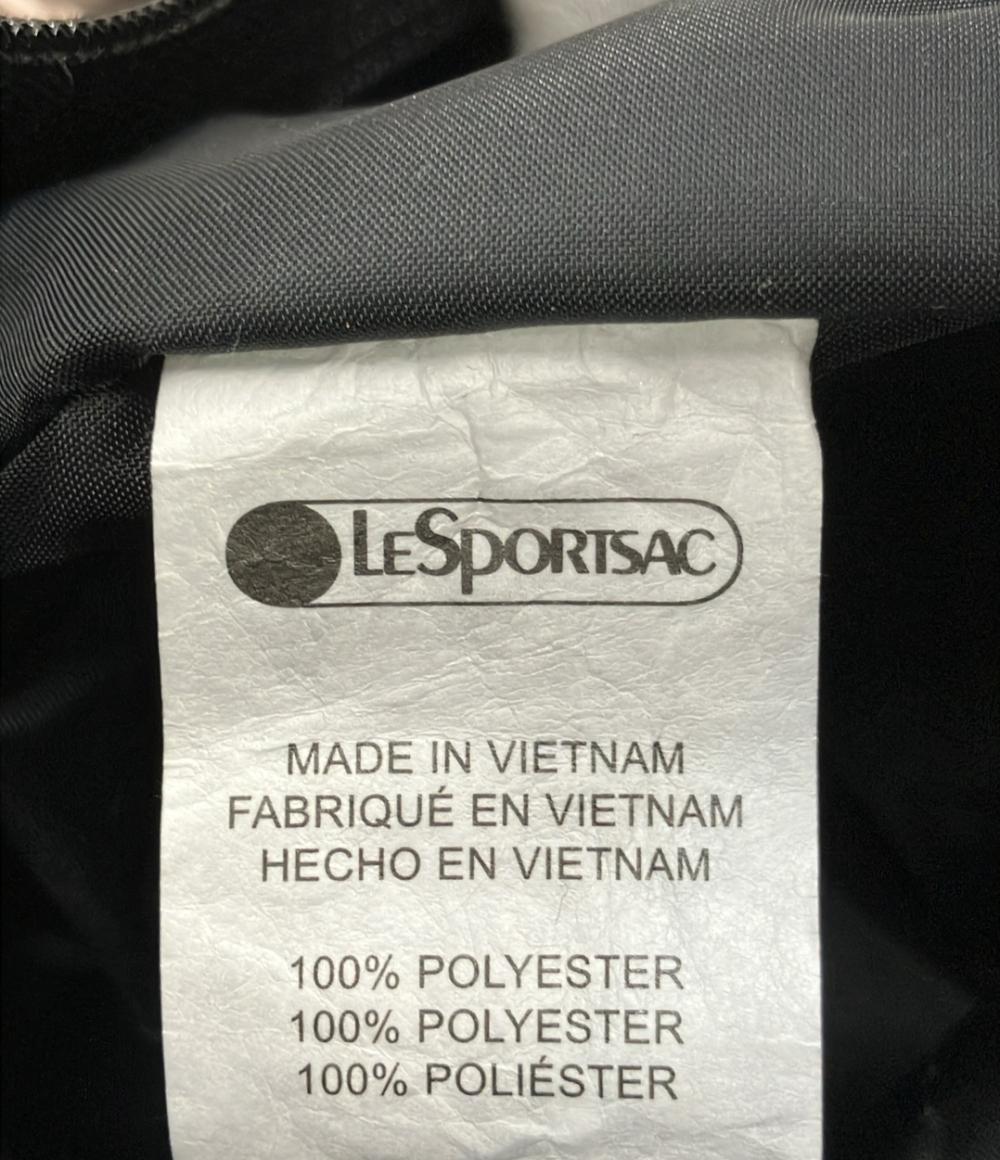 LESPORTSAC
MADE IN VIETNAM
FABRIQUÉ EN VIETNAM
HECHO EN VIETNAM
100% POLYESTER
100% POLYESTER
100% POLIÉSTER